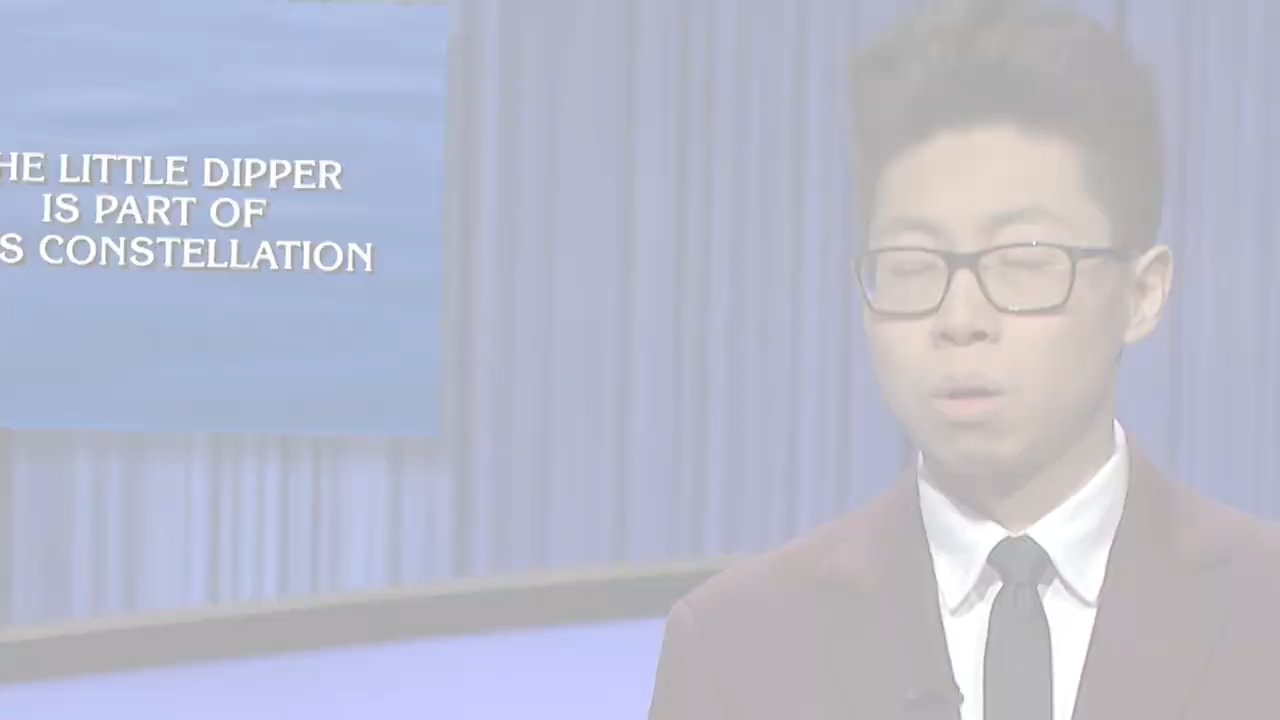 HE LITTLE DIPPER
IS PART OF
S CONSTELLATION